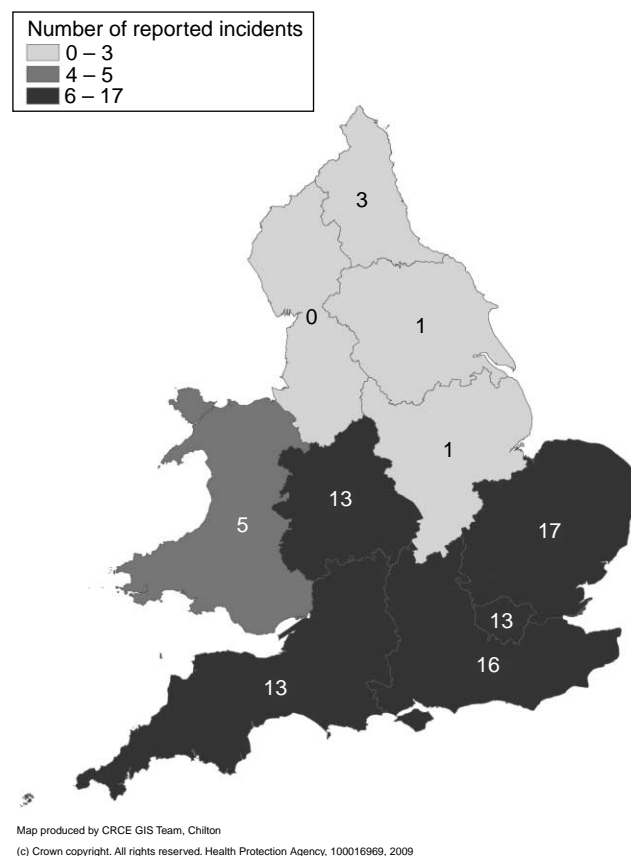 Number of reported incidents
0 – 3
4 – 5
6 – 17
3
0
1
1
13
5
17
13
16
13
Map produced by CRCE GIS Team, Chilton
(c) Crown copyright. All rights reserved. Health Protection Agency, 100016969, 2009